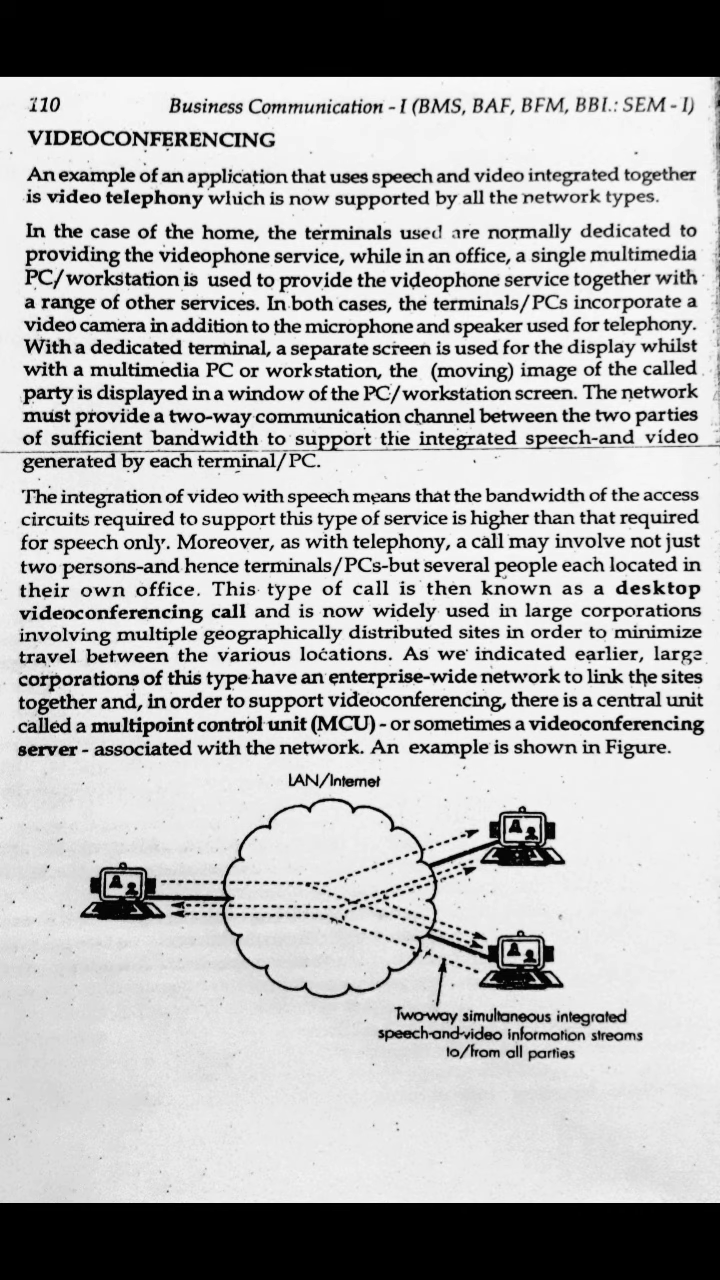 110 Business Communication - I (BMS, BAF, BFM, BBI.: SEM - I)
VIDEOCONFERENCING
An example of an application that uses speech and video integrated together
is video telephony which is now supported by all the network types.
In the case of the home, the terminals used are normally dedicated to
providing the videophone service, while in an office, a single multimedia
PC/workstation is used to provide the videophone service together with
a range of other services. In both cases, the terminals/PCs incorporate a
video camera in addition to the microphone and speaker used for telephony.
With a dedicated terminal, a separate screen is used for the display whilst
with a multimedia PC or workstation, the (moving) image of the called
party is displayed in a window of the PC/workstation screen. The network
must provide a two-way communication channel between the two parties
of sufficient bandwidth to support the integrated speech-and video
generated by each terminal/PC.
The integration of video with speech means that the bandwidth of the access
circuits required to support this type of service is higher than that required
for speech only. Moreover, as with telephony, a call may involve not just
two persons-and hence terminals/PCs-but several people each located in
their own office. This type of call is then known as a desktop
videoconferencing call and is now widely used in large corporations
involving multiple geographically distributed sites in order to minimize
travel between the various locations. As we indicated earlier, large
corporations of this type have an enterprise-wide network to link the sites
together and, in order to support videoconferencing, there is a central unit
called a multipoint control unit (MCU) - or sometimes a videoconferencing
server - associated with the network. An example is shown in Figure.
LAN/Internet
Two-way simultaneous integrated
speech-and-video information streams
to/from all parties